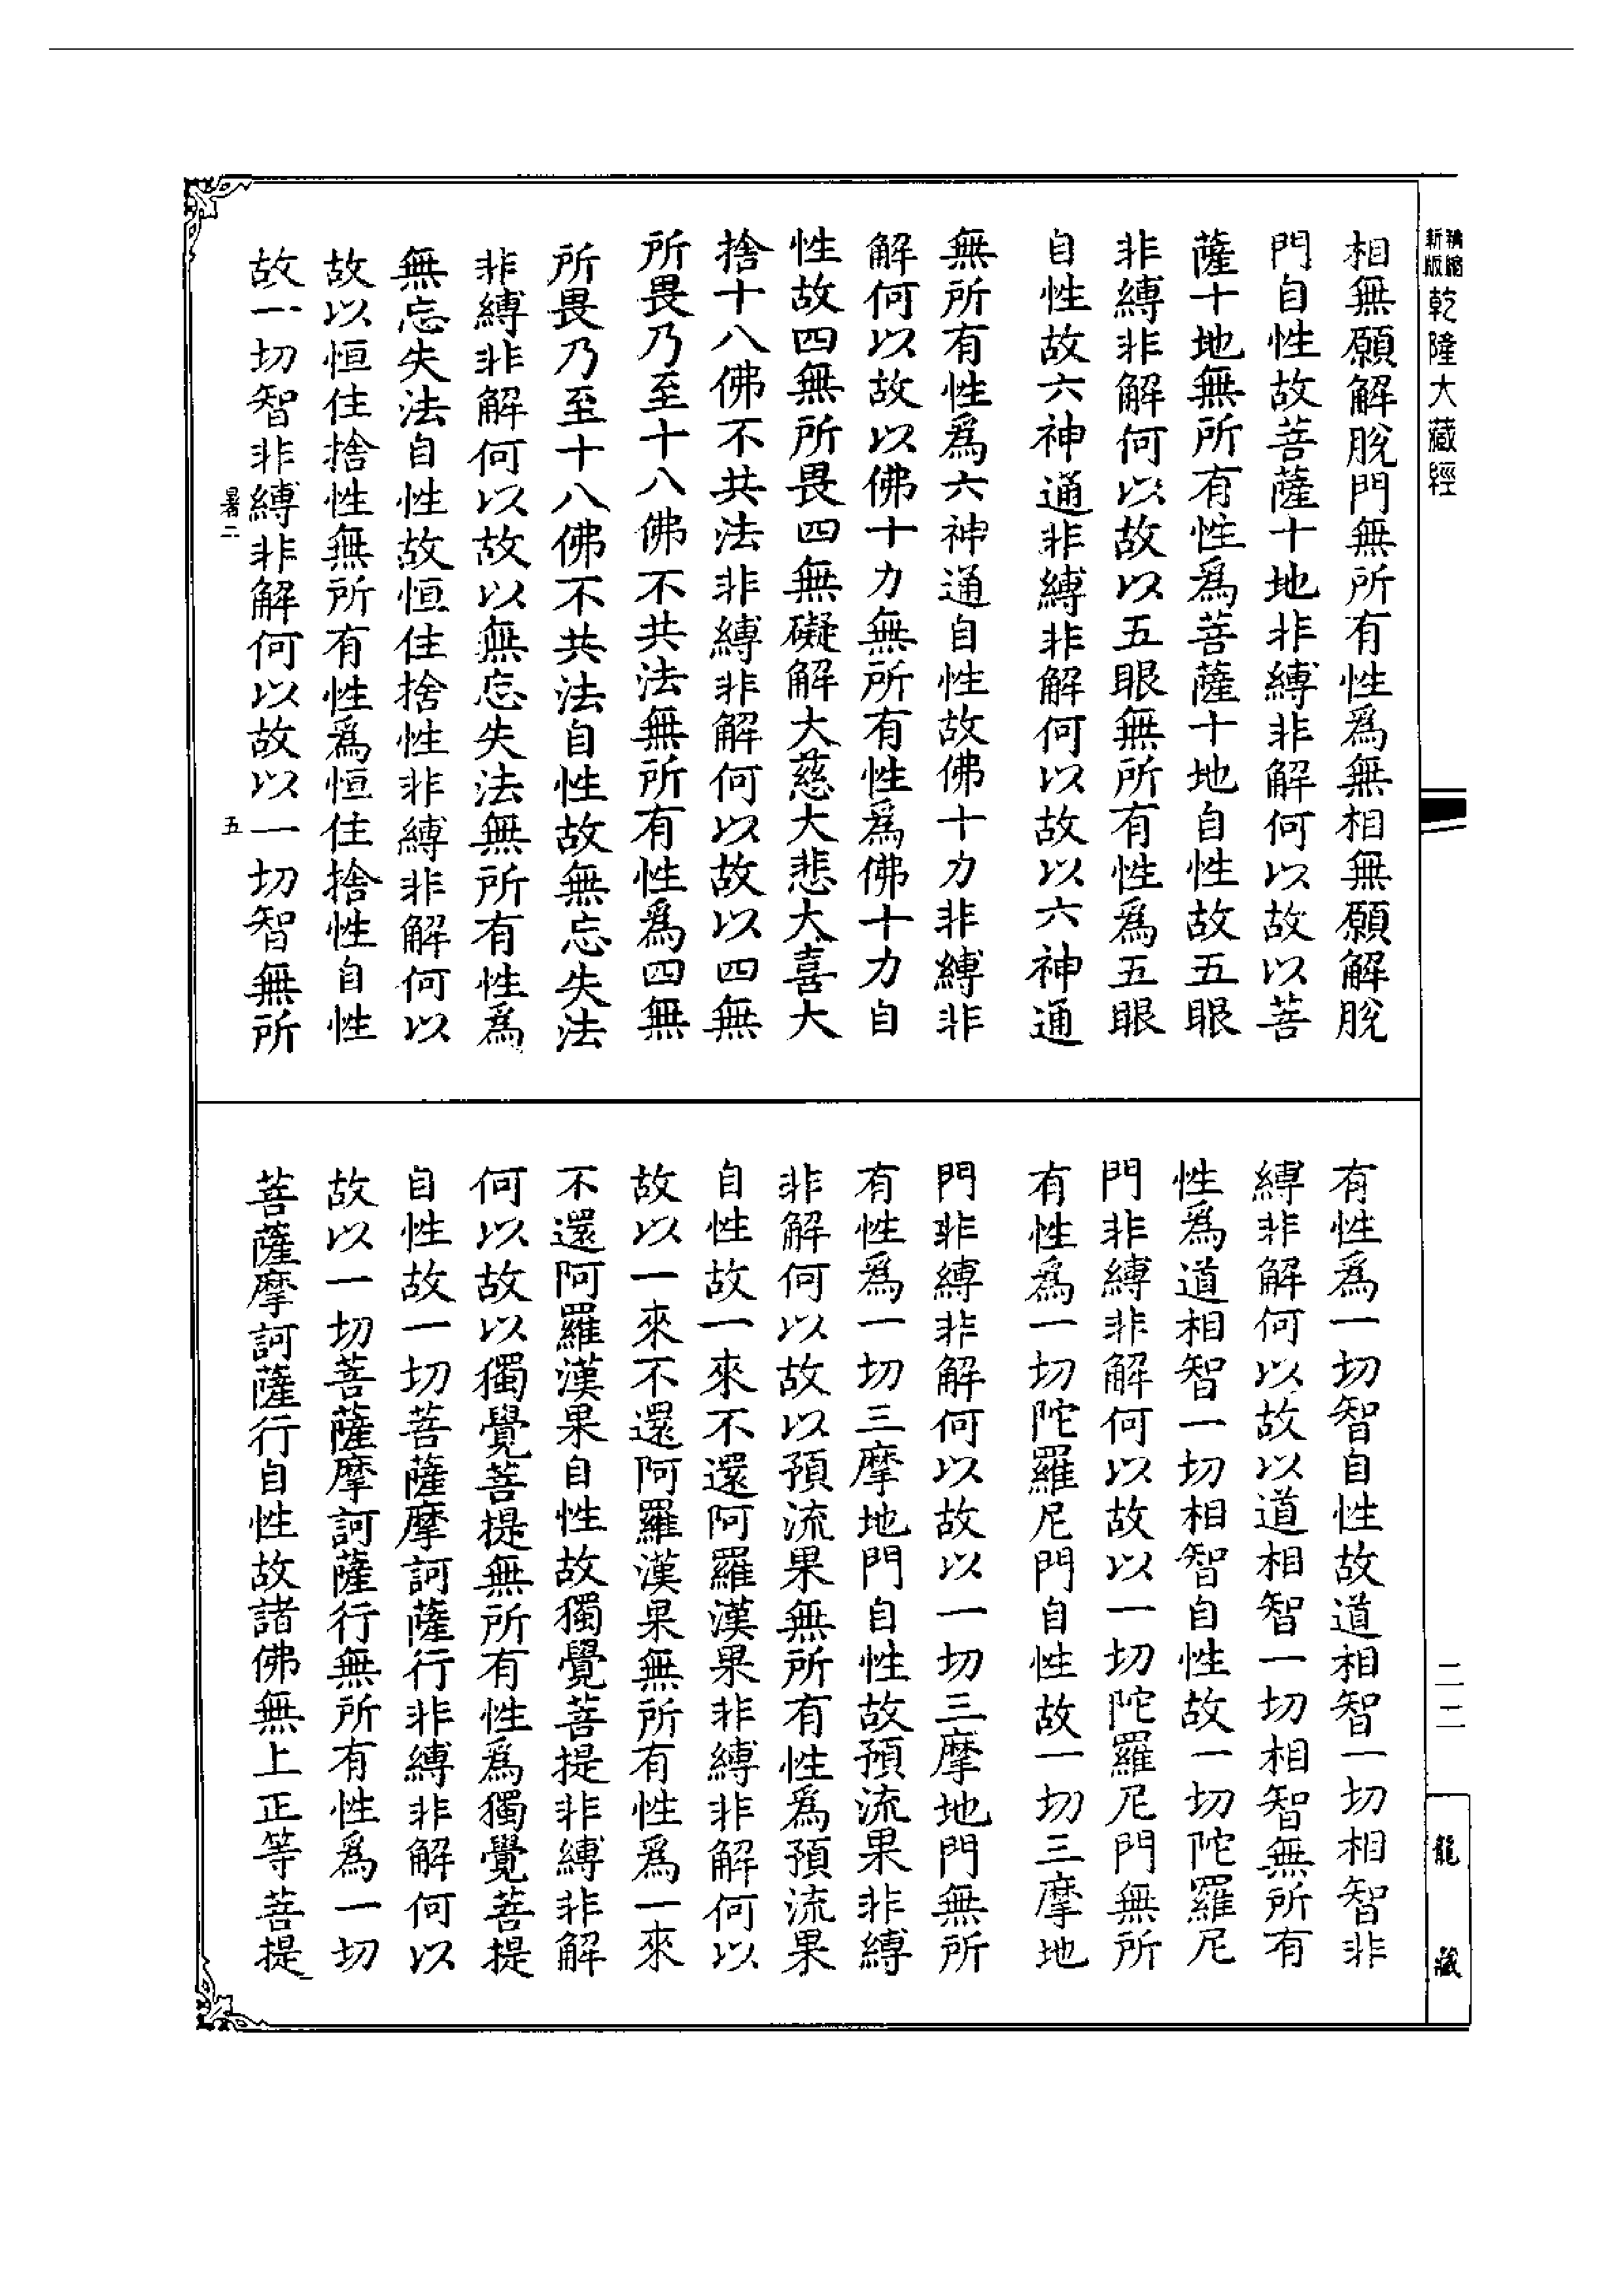 新版
精縮
乾隆大藏經
二二
龍藏
相無願解脫門無所有性爲無相無願解脫
門自性故菩薩十地非縛非解何以故以菩
薩十地無所有性爲菩薩十地自性故五眼
非縛非解何以故以五眼無所有性爲五眼
自性故六神通非縛非解何以故以六神通
無所有性爲六神通自性故佛十力非縛非
解何以故以佛十力無所有性爲佛十力自
性故四無所畏四無礙解大慈大悲大喜大
捨十八佛不共法非縛非解何以故以四無
所畏乃至十八佛不共法無所有性爲四無
所畏乃至十八佛不共法自性故無忘失法
非縛非解何以故以無忘失法無所有性爲
無忘失法自性故恒住捨性非縛非解何以
故以恒住捨性無所有性爲恒住捨性自性
故一切智非縛非解何以故以一切智無所
暑二
五
有性爲一切智自性故道相智一切相智非
縛非解何以故以道相智一切相智無所有
性爲道相智一切相智自性故一切陀羅尼
門非縛非解何以故以一切陀羅尼門無所
有性爲一切陀羅尼門自性故一切三摩地
門非縛非解何以故以一切三摩地門無所
有性爲一切三摩地門自性故預流果非縛
非解何以故以預流果無所有性爲預流果
自性故一來不還阿羅漢果非縛非解何以
故以一來不還阿羅漢果無所有性爲一來
不還阿羅漢果自性故獨覺菩提非縛非解
何以故以獨覺菩提無所有性爲獨覺菩提
自性故一切菩薩摩訶薩行非縛非解何以
故以一切菩薩摩訶薩行無所有性爲一切
菩薩摩訶薩行自性故諸佛無上正等菩提